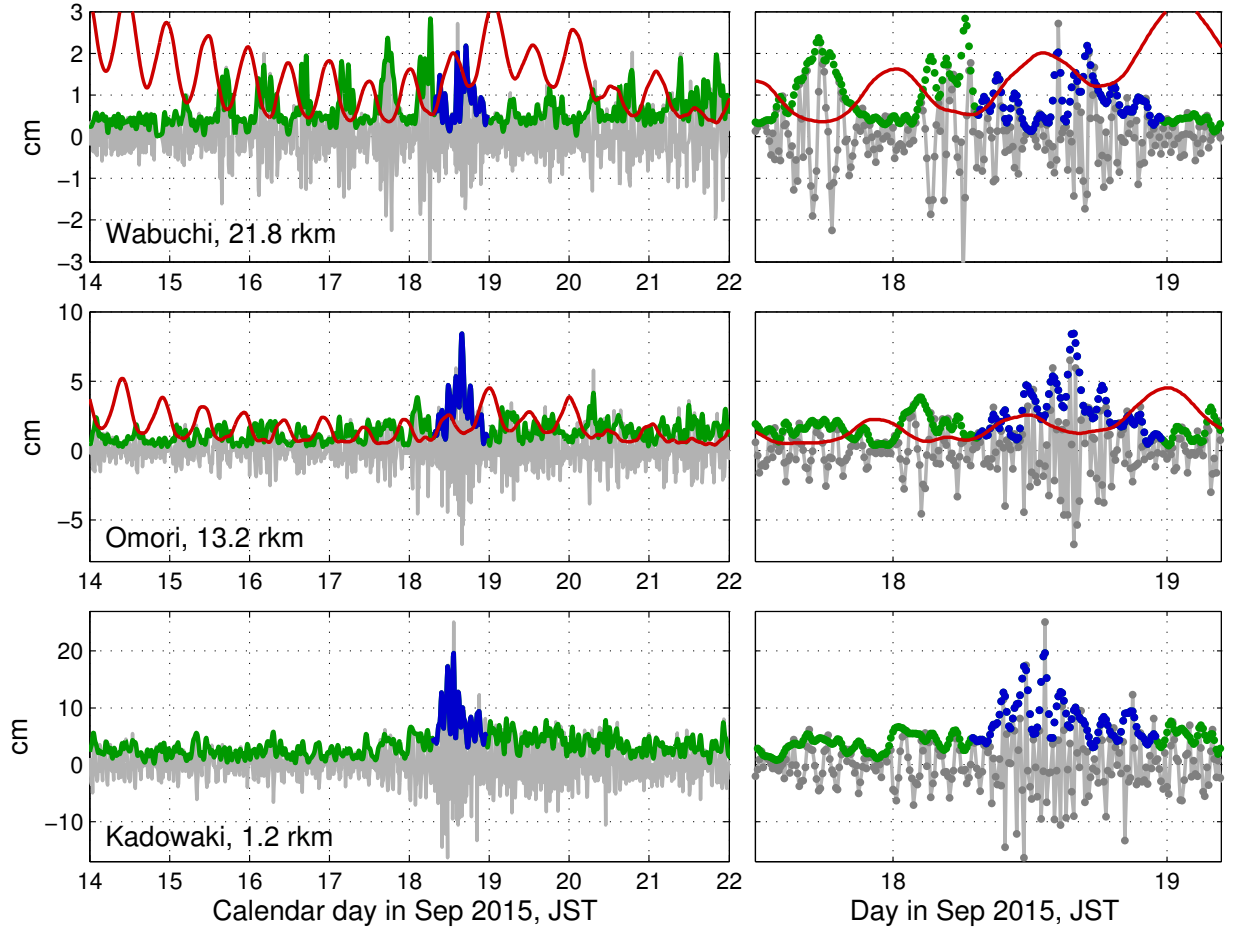 3
2
1
0
−1
−2
−3
cm
Wabuchi, 21.8 rkm
14 15 16 17 18 19 20 21 22
18 19
10
5
0
−5
cm
Omori, 13.2 rkm
14 15 16 17 18 19 20 21 22
18 19
20
10
0
−10
cm
Kadowaki, 1.2 rkm
14 15 16 17 18 19 20 21 22
18 19
Calendar day in Sep 2015, JST
Day in Sep 2015, JST